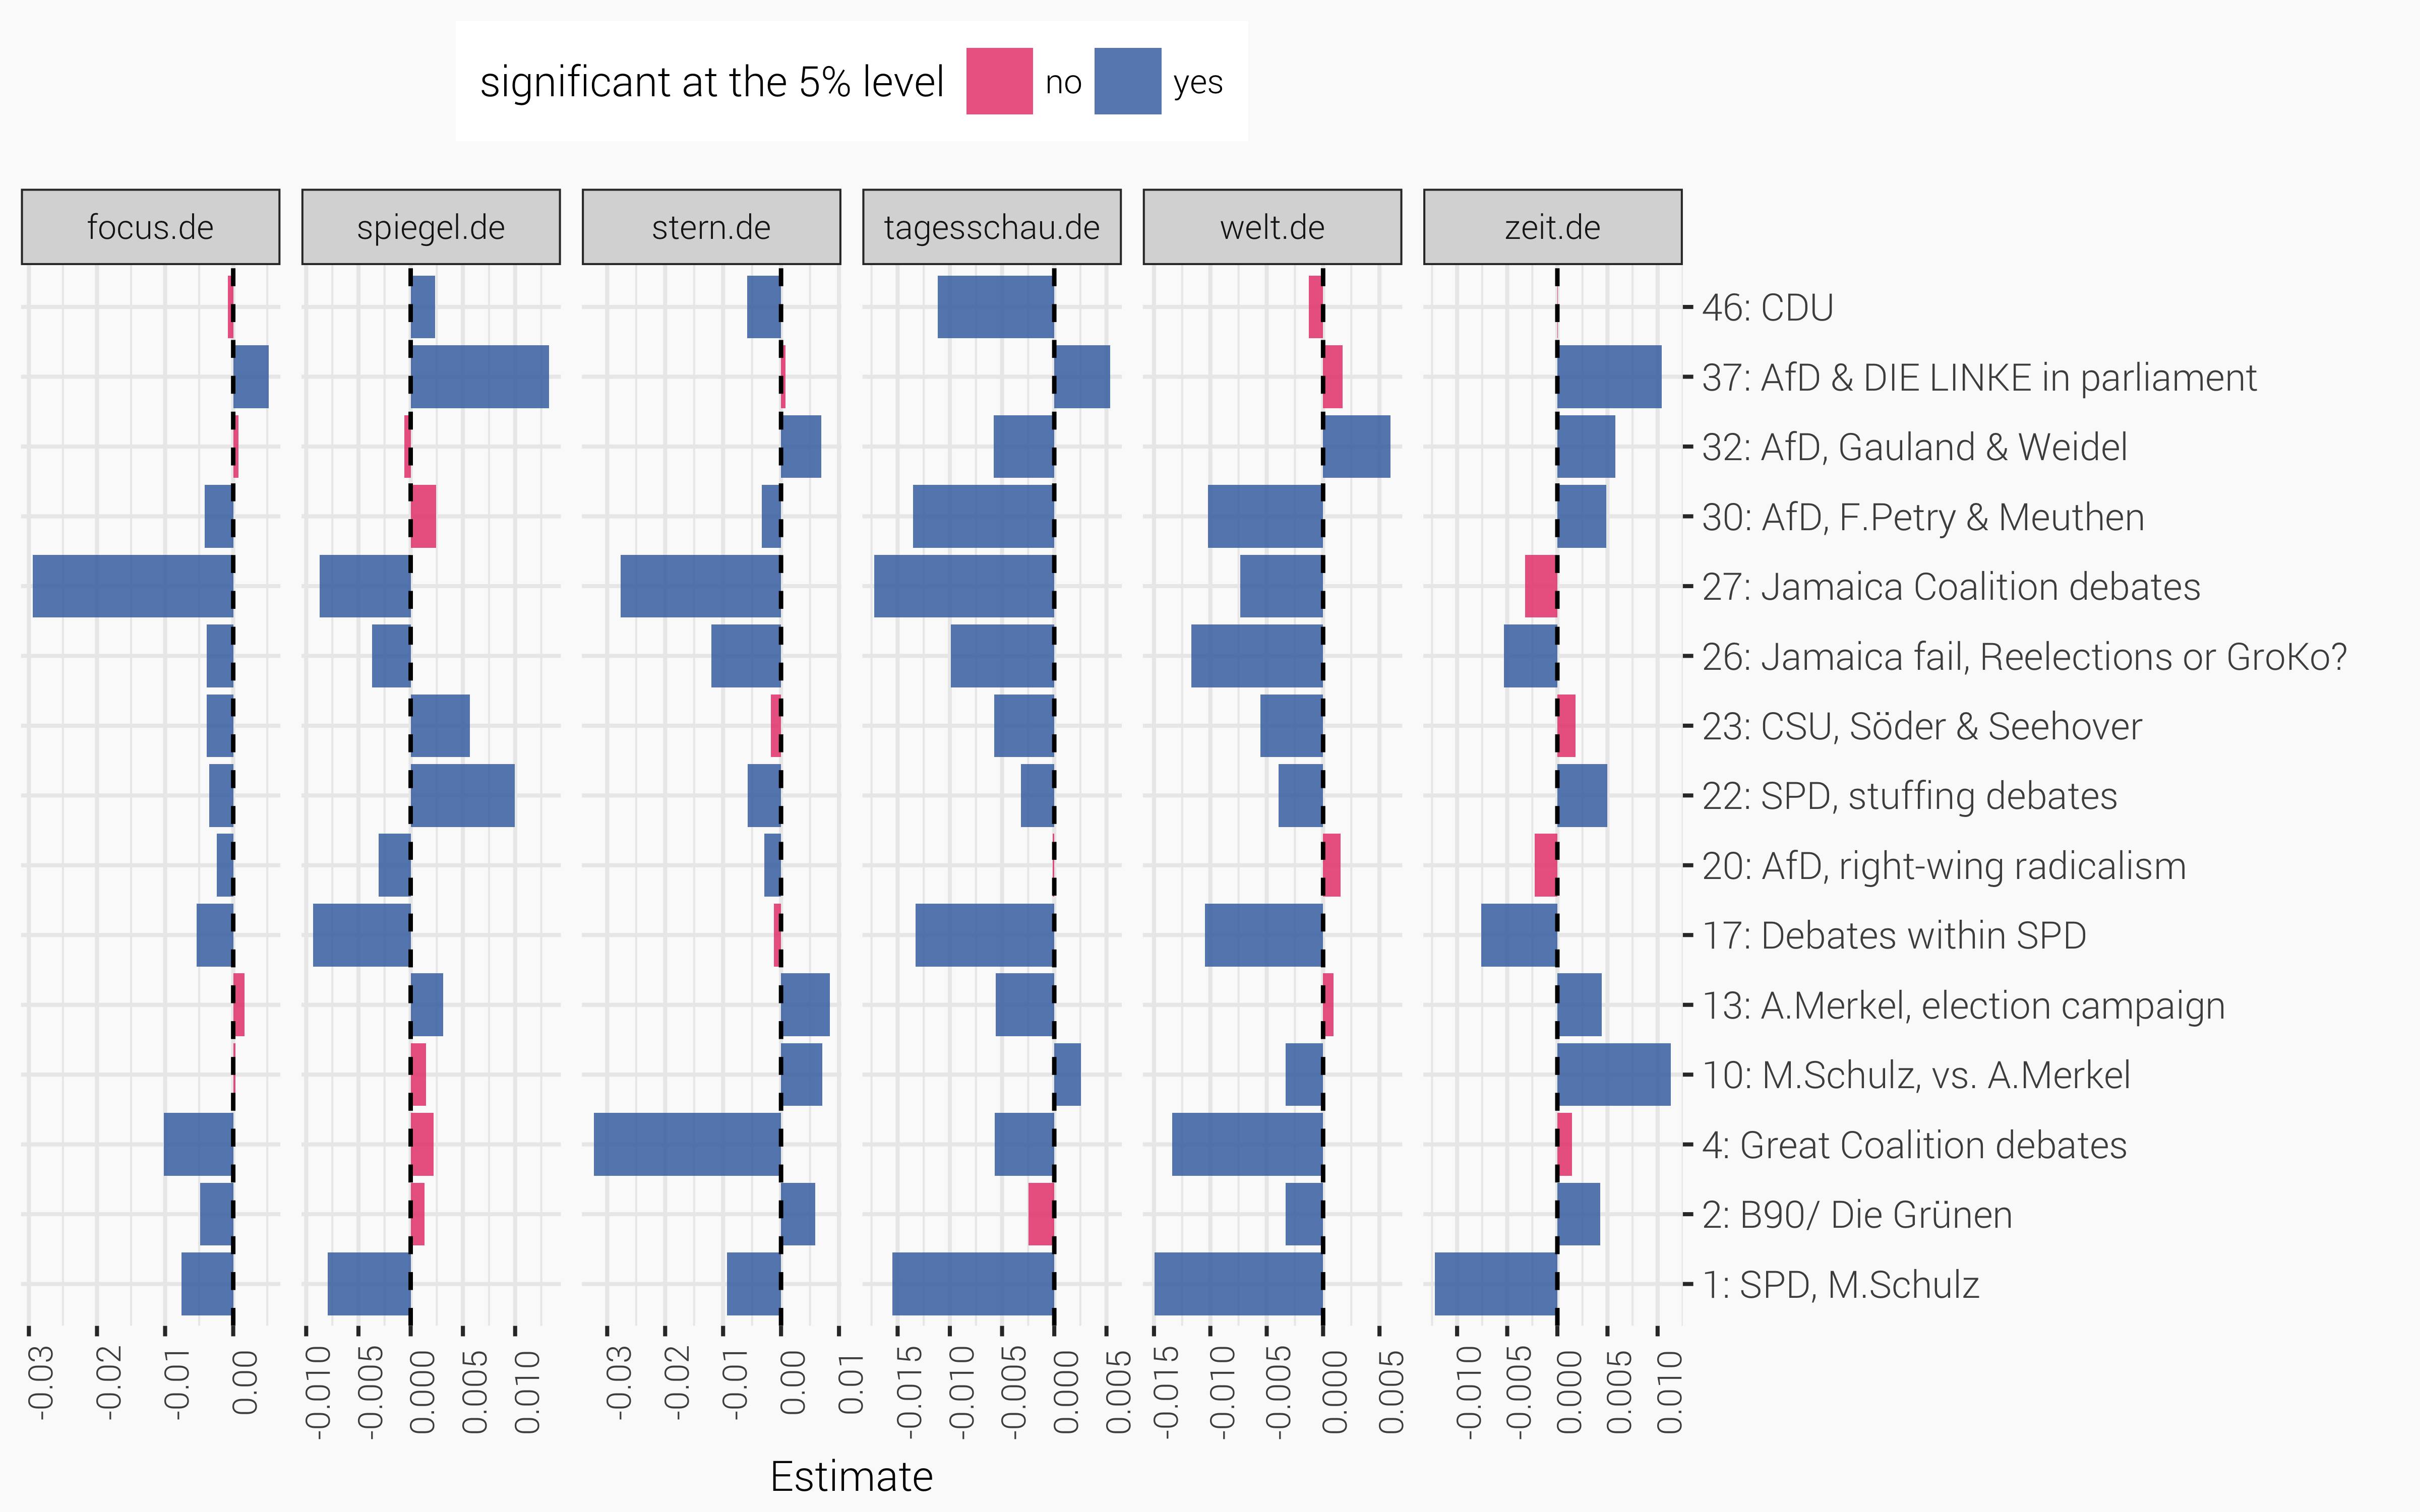 significant at the 5% level no yes
focus.de spiegel.de stern.de tagesschau.de welt.de zeit.de
46: CDU
37: AfD & DIE LINKE in parliament
32: AfD, Gauland & Weidel
30: AfD, F.Petry & Meuthen
27: Jamaica Coalition debates
26: Jamaica fail, Reelections or GroKo?
23: CSU, Söder & Seehover
22: SPD, stuffing debates
20: AfD, right-wing radicalism
17: Debates within SPD
13: A.Merkel, election campaign
10: M.Schulz, vs. A.Merkel
4: Great Coalition debates
2: B90/ Die Grünen
1: SPD, M.Schulz
-0.03 -0.02 -0.01 0.00 -0.010 -0.005 0.000 0.005 0.010 -0.03 -0.02 -0.01 0.00 0.01 -0.015 -0.010 -0.005 0.000 0.005 -0.015 -0.010 -0.005 0.000 0.005 -0.010 -0.005 0.000 0.005 0.010
Estimate